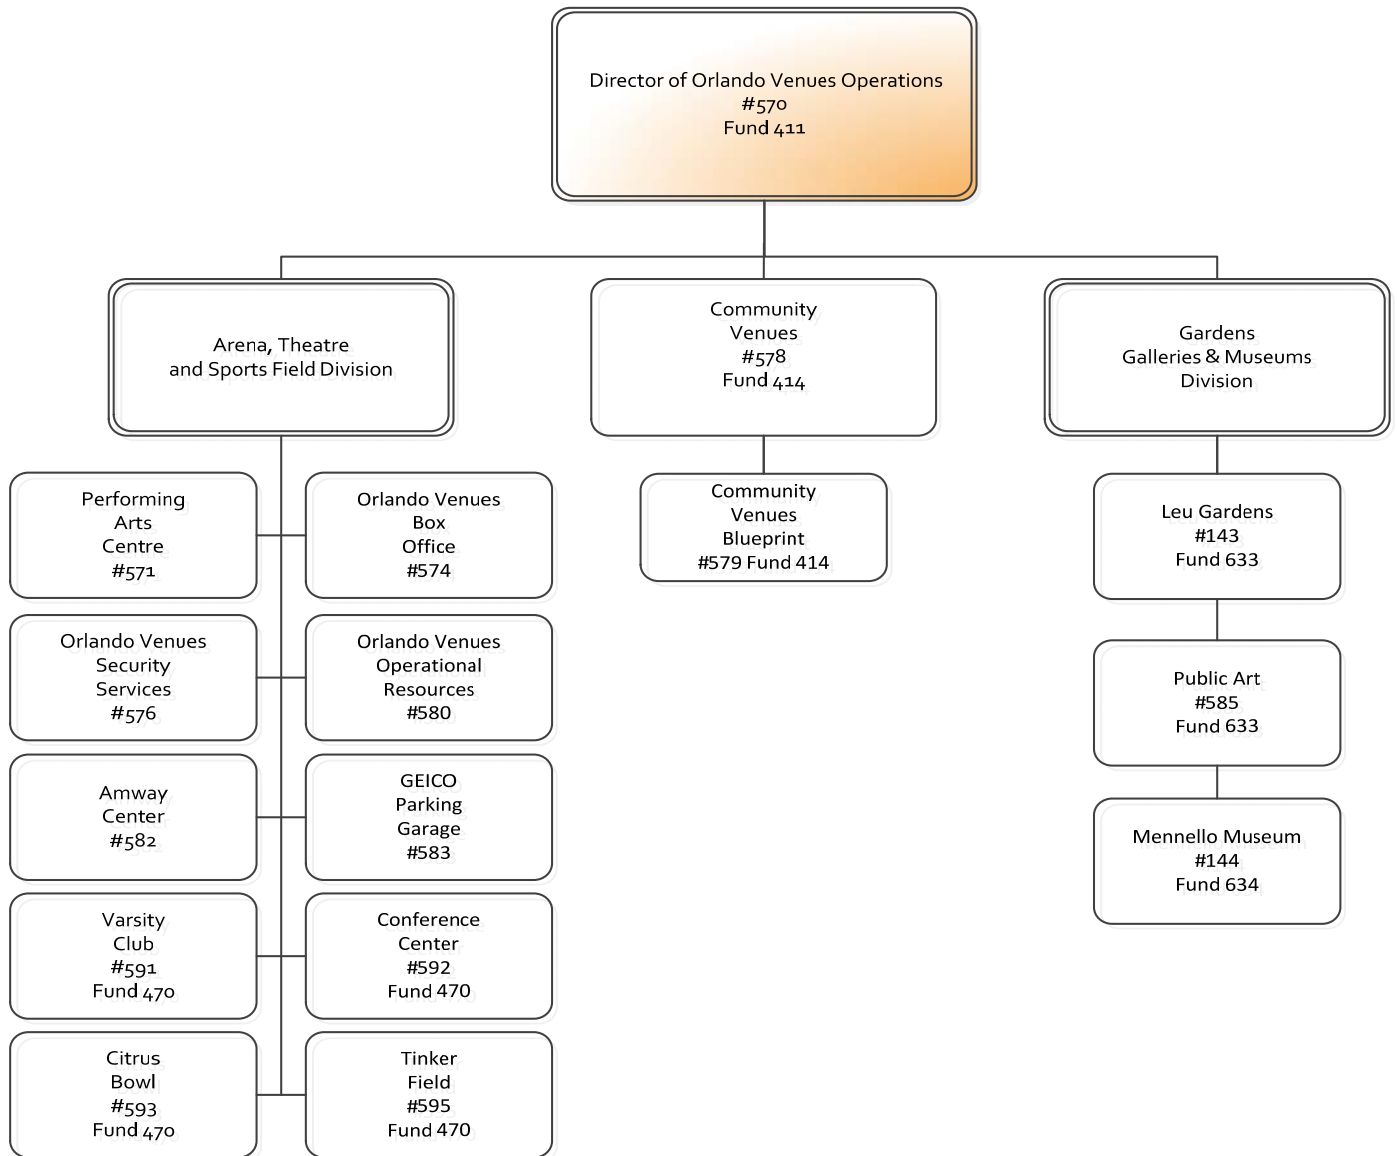 Director of Orlando Venues Operations
#570
Fund 411
Arena, Theatre
and Sports Field Division
Community
Venues
#578
Fund 414
Gardens
Galleries & Museums
Division
Performing
Arts
Centre
#571
Orlando Venues
Box
Office
#574
Community
Venues
Blueprint
#579 Fund 414
Leu Gardens
#143
Fund 633
Orlando Venues
Security
Services
#576
Orlando Venues
Operational
Resources
#580
Public Art
#585
Fund 633
Amway
Center
#582
GEICO
Parking
Garage
#583
Mennello Museum
#144
Fund 634
Varsity
Club
#591
Fund 470
Conference
Center
#592
Fund 470
Citrus
Bowl
#593
Fund 470
Tinker
Field
#595
Fund 470